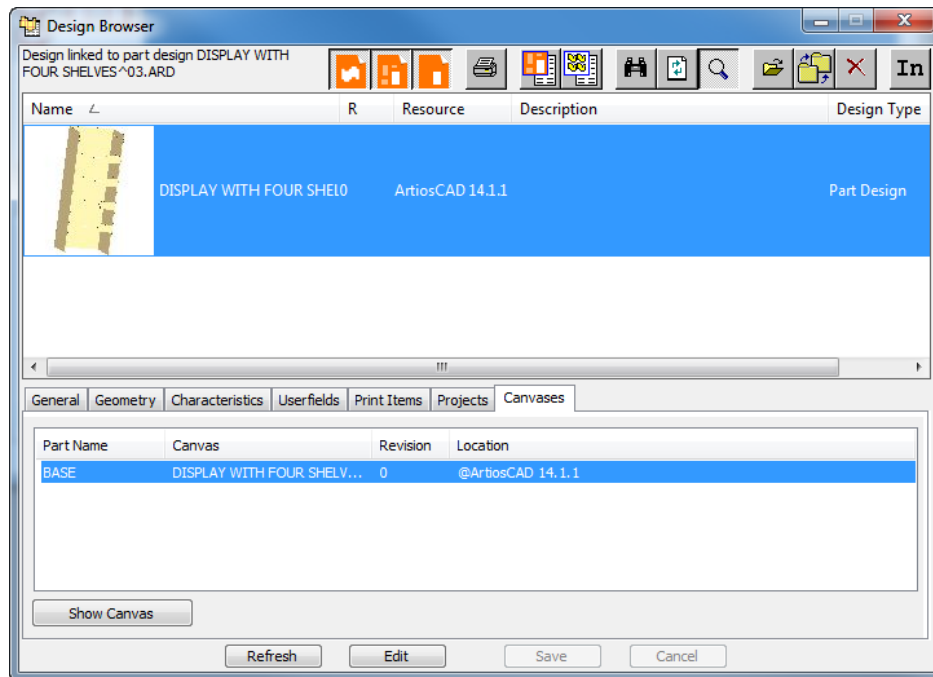 Design Browser
Design linked to part design DISPLAY WITH
FOUR SHELVES^03.ARD
In
Name R Resource Description Design Type
DISPLAY WITH FOUR SHEL0 ArtiosCAD 14.1.1 Part Design
General Geometry Characteristics Userfields Print Items Projects Canvases
Part Name Canvas Revision Location
BASE DISPLAY WITH FOUR SHELV... 0 @ArtiosCAD 14.1.1
Show Canvas
Refresh Edit Save Cancel